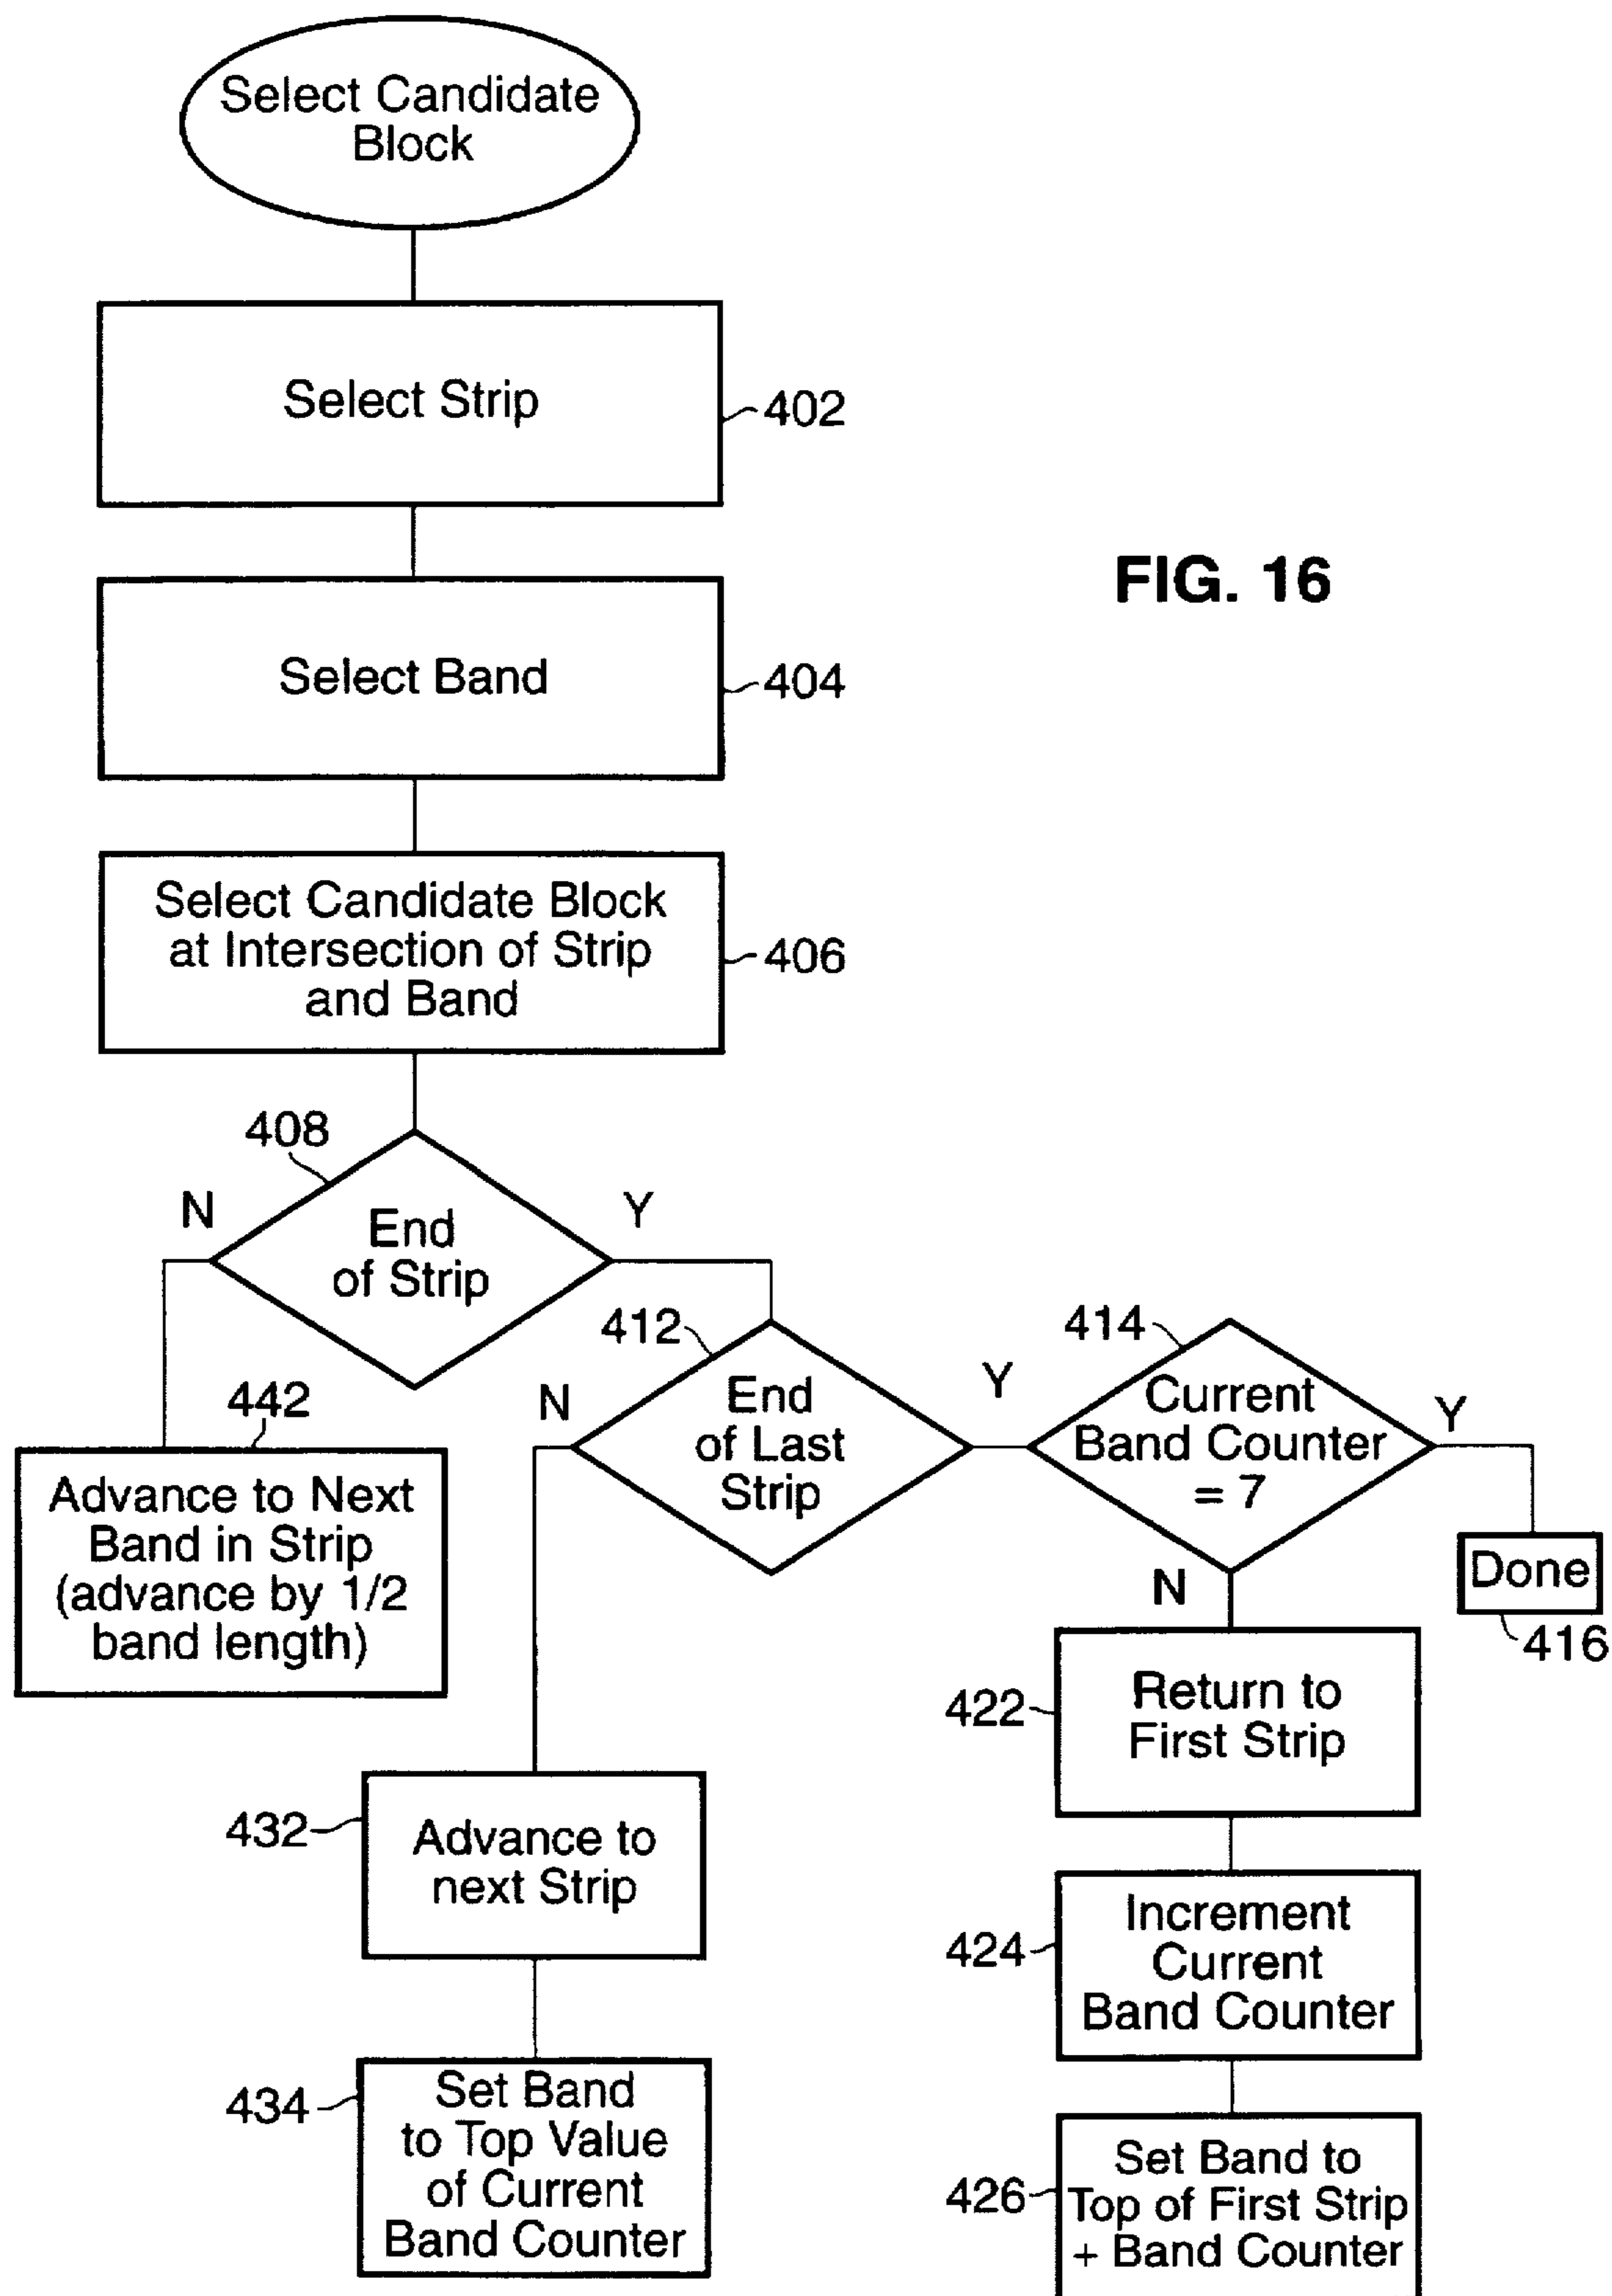 Select Candidate
Block
Select Strip
402
FIG. 16
Select Band
404
Select Candidate Block
at Intersection of Strip
and Band
406
408
N
Y
End
of Strip
412
414
442
N
End
of Last
Strip
Y
Current
Band Counter
= 7
Y
Advance to Next
Band in Strip
(advance by 1/2
band length)
Done
416
N
422
Return to
First Strip
432
Advance to
next Strip
424
Increment
Current
Band Counter
434
Set Band
to Top Value
of Current
Band Counter
426
Set Band to
Top of First Strip
+ Band Counter